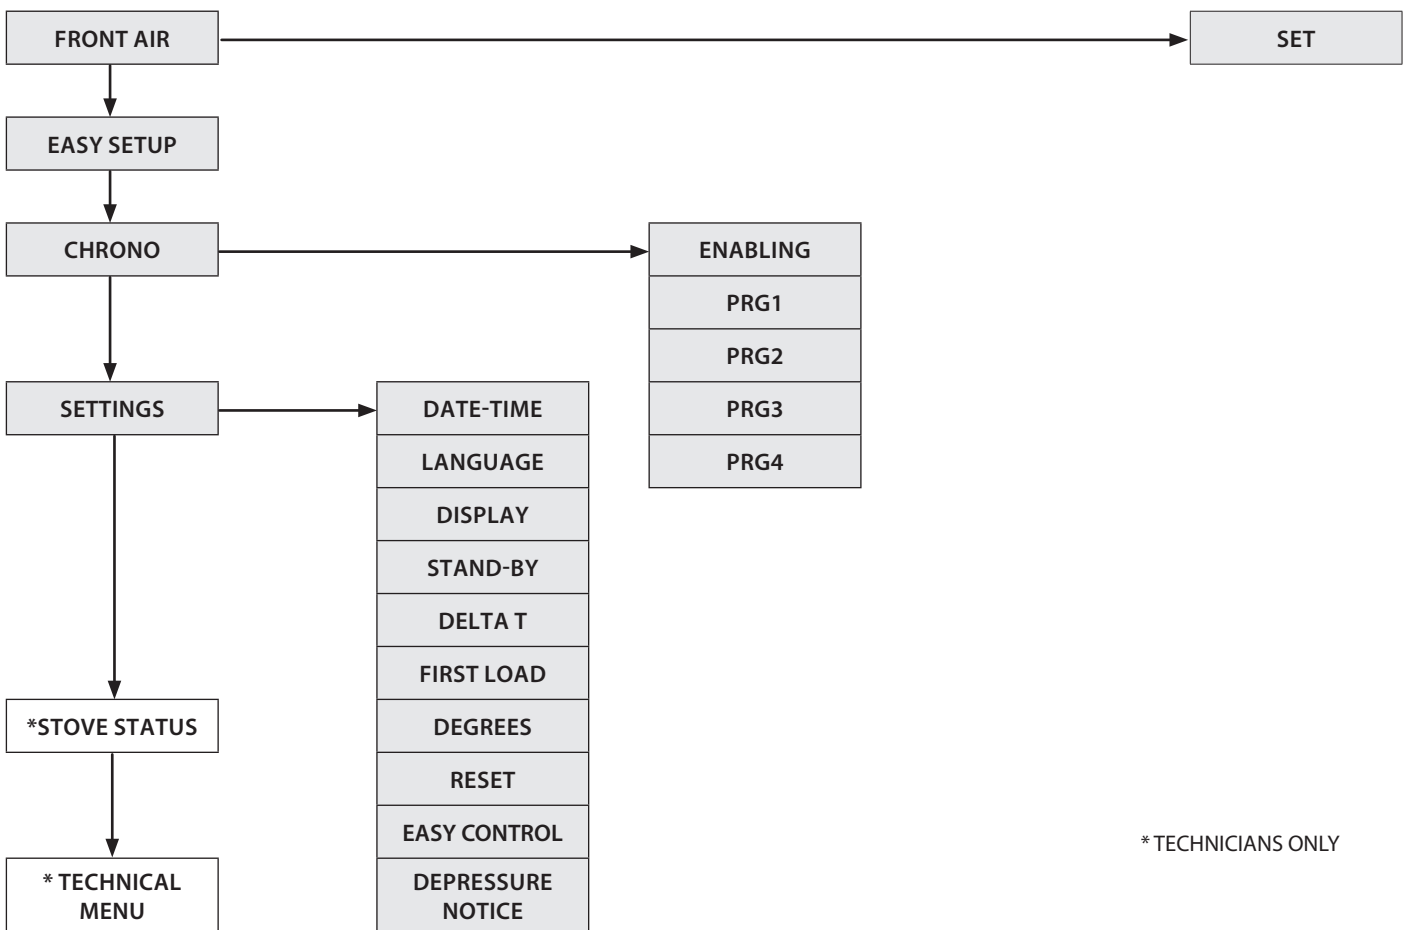 FRONT AIR
SET
EASY SETUP
CHRONO
ENABLING
PRG1
PRG2
SETTINGS
DATE-TIME
PRG3
LANGUAGE
PRG4
DISPLAY
STAND-BY
DELTA T
FIRST LOAD
*STOVE STATUS
DEGREES
RESET
EASY CONTROL
* TECHNICIANS ONLY
* TECHNICAL
MENU
DEPRESSURE
NOTICE